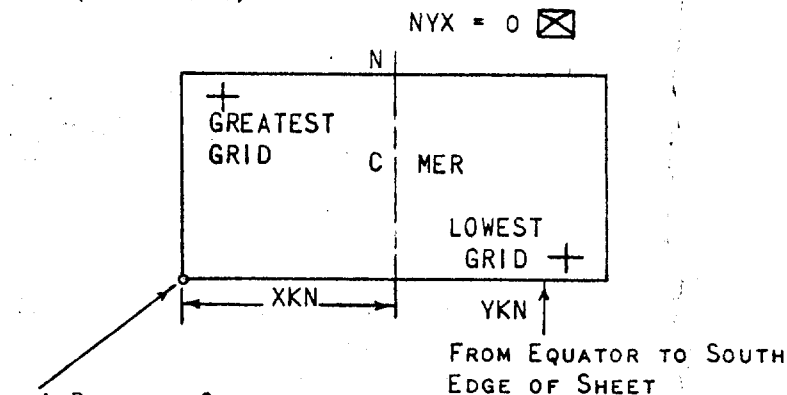 NYX = 0 ☒
N
GREATEST
GRID
C MER
LOWEST
GRID
XKN
YKN
FROM EQUATOR TO SOUTH
EDGE OF SHEET